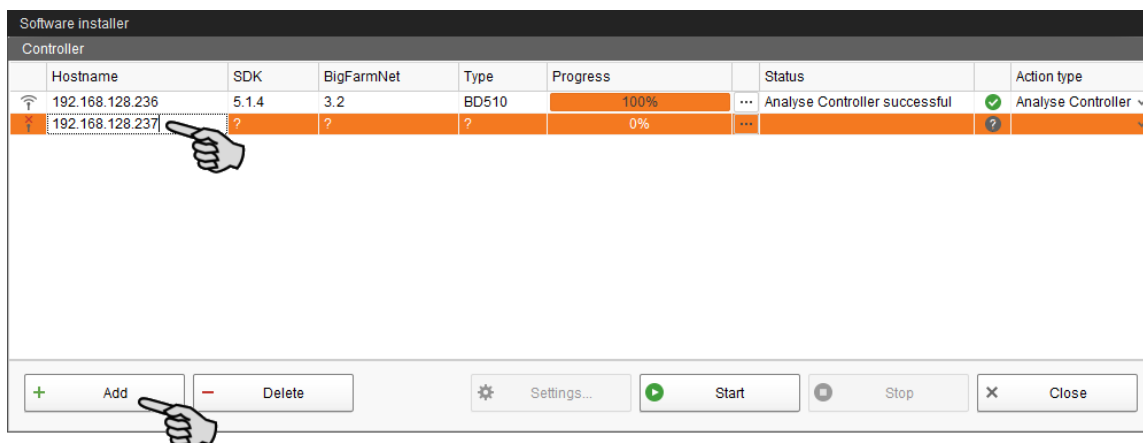 Software installer
Controller
Hostname SDK BigFarmNet Type Progress Status Action type
192.168.128.236 5.1.4 3.2 BD510 100% ... Analyse Controller successful Analyse Controller
192.168.128.237 ? ? ? 0% ... ?
+ Add − Delete Settings... Start Stop × Close